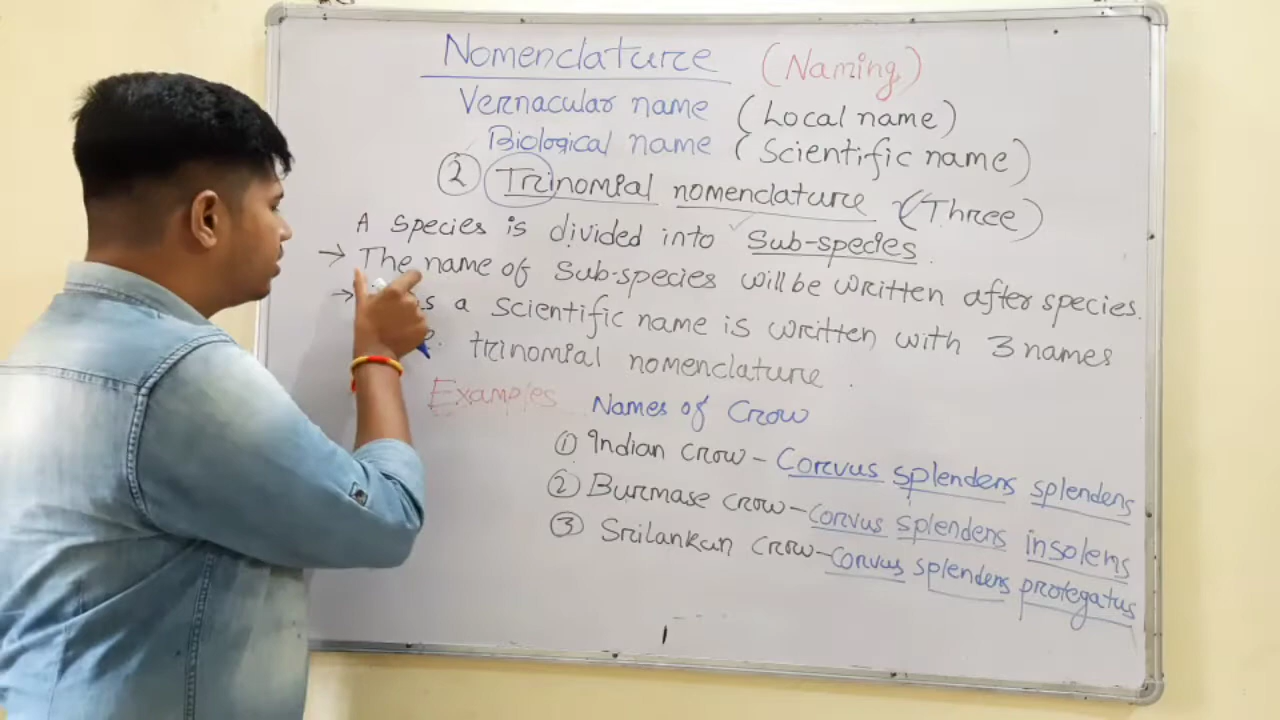 Nomenclature (Naming)
Vernacular name (Local name)
Biological name (Scientific name)
② Trinomial nomenclature (Three)
A species is divided into Sub-species.
→ The name of Sub-species will be written after species.
→ a scientific name is written with 3 names
trinomial nomenclature.
Examples Names of Crow
① Indian crow - Corvus splendens splendens
② Burmase crow - corvus splendens insolens
③ Srilankan crow - corvus splendens protegatus